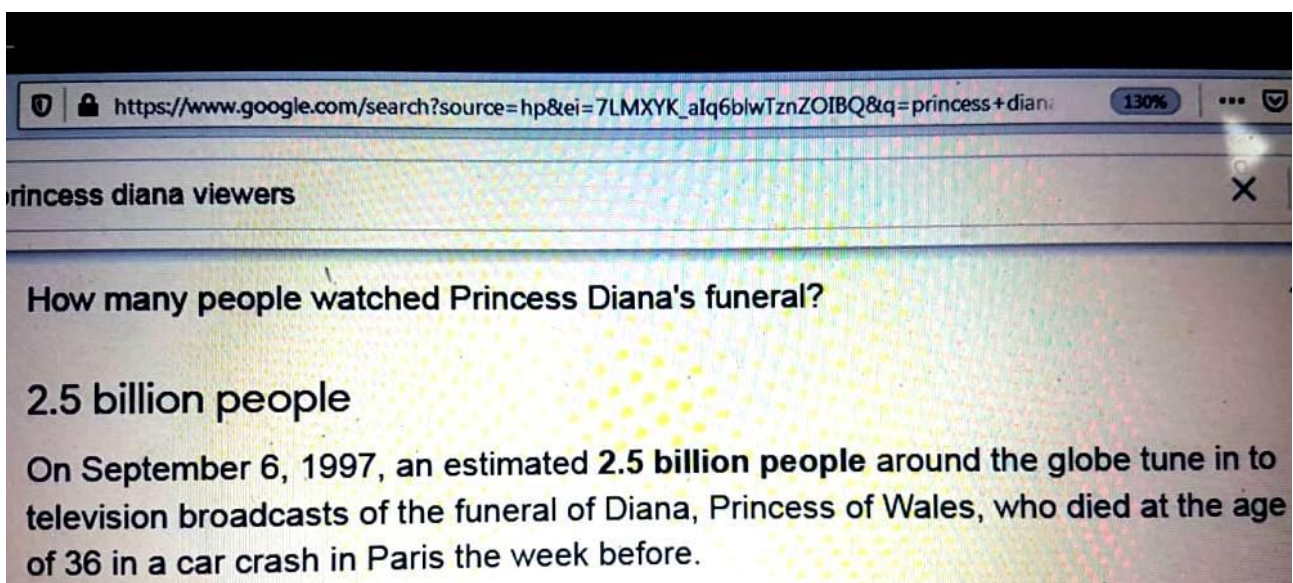 https://www.google.com/search?source=hp&ei=7LMXYK_aIq6blwTznZOIBQ&q=princess+dian 130%
rincess diana viewers
How many people watched Princess Diana's funeral?
2.5 billion people
On September 6, 1997, an estimated 2.5 billion people around the globe tune in to
television broadcasts of the funeral of Diana, Princess of Wales, who died at the age
of 36 in a car crash in Paris the week before.